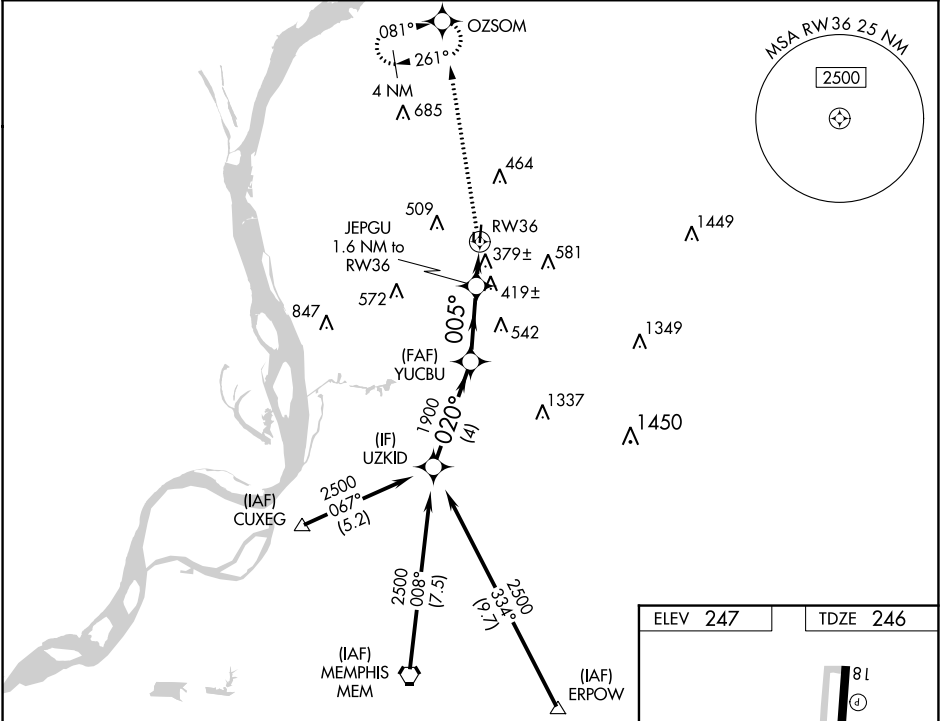 081°
OZSOM
261°
4 NM
685
MSA RW36 25 NM
2500
464
509
RW36
1449
JEPGU
1.6 NM to
RW36
379±
581
572
419±
847
005°
542
1349
(FAF)
YUCBU
1900
020°
(4)
1337
1450
(IF)
UZKID
2500
067°
(5.2)
(IAF)
CUXEG
2500
008°
(7.5)
2500
334°
(9.7)
(IAF)
MEMPHIS
MEM
(IAF)
ERPOW
ELEV 247
TDZE 246
18
P